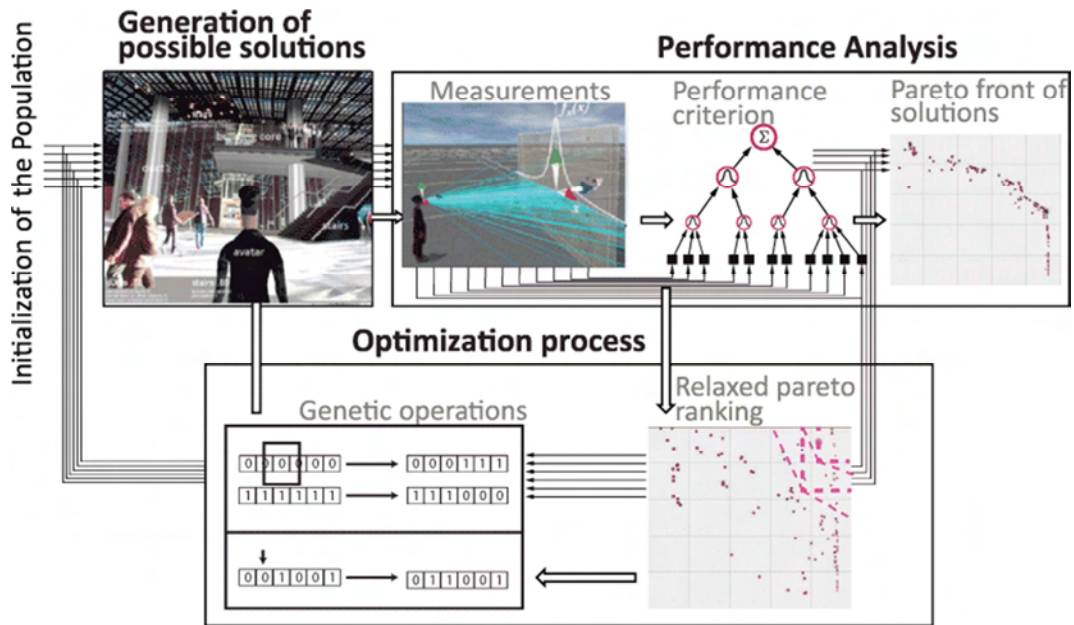 Initialization of the Population
Generation of
possible solutions
Performance Analysis
Measurements
Performance
criterion
Pareto front of
solutions
stairs
avatar
Σ
x
Optimization process
Genetic operations
Relaxed pareto
ranking
0 0 0 0 0 0
0 0 0 1 1 1
1 1 1 1 1 1
1 1 1 0 0 0
0 0 1 0 0 1
0 1 1 0 0 1